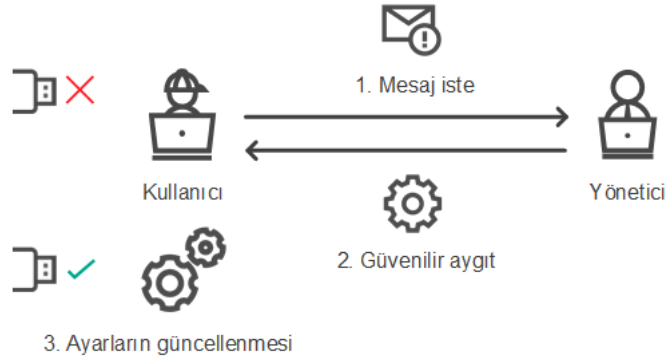 1. Mesaj iste
Kullanıcı
Yönetici
2. Güvenilir aygıt
3. Ayarların güncellenmesi